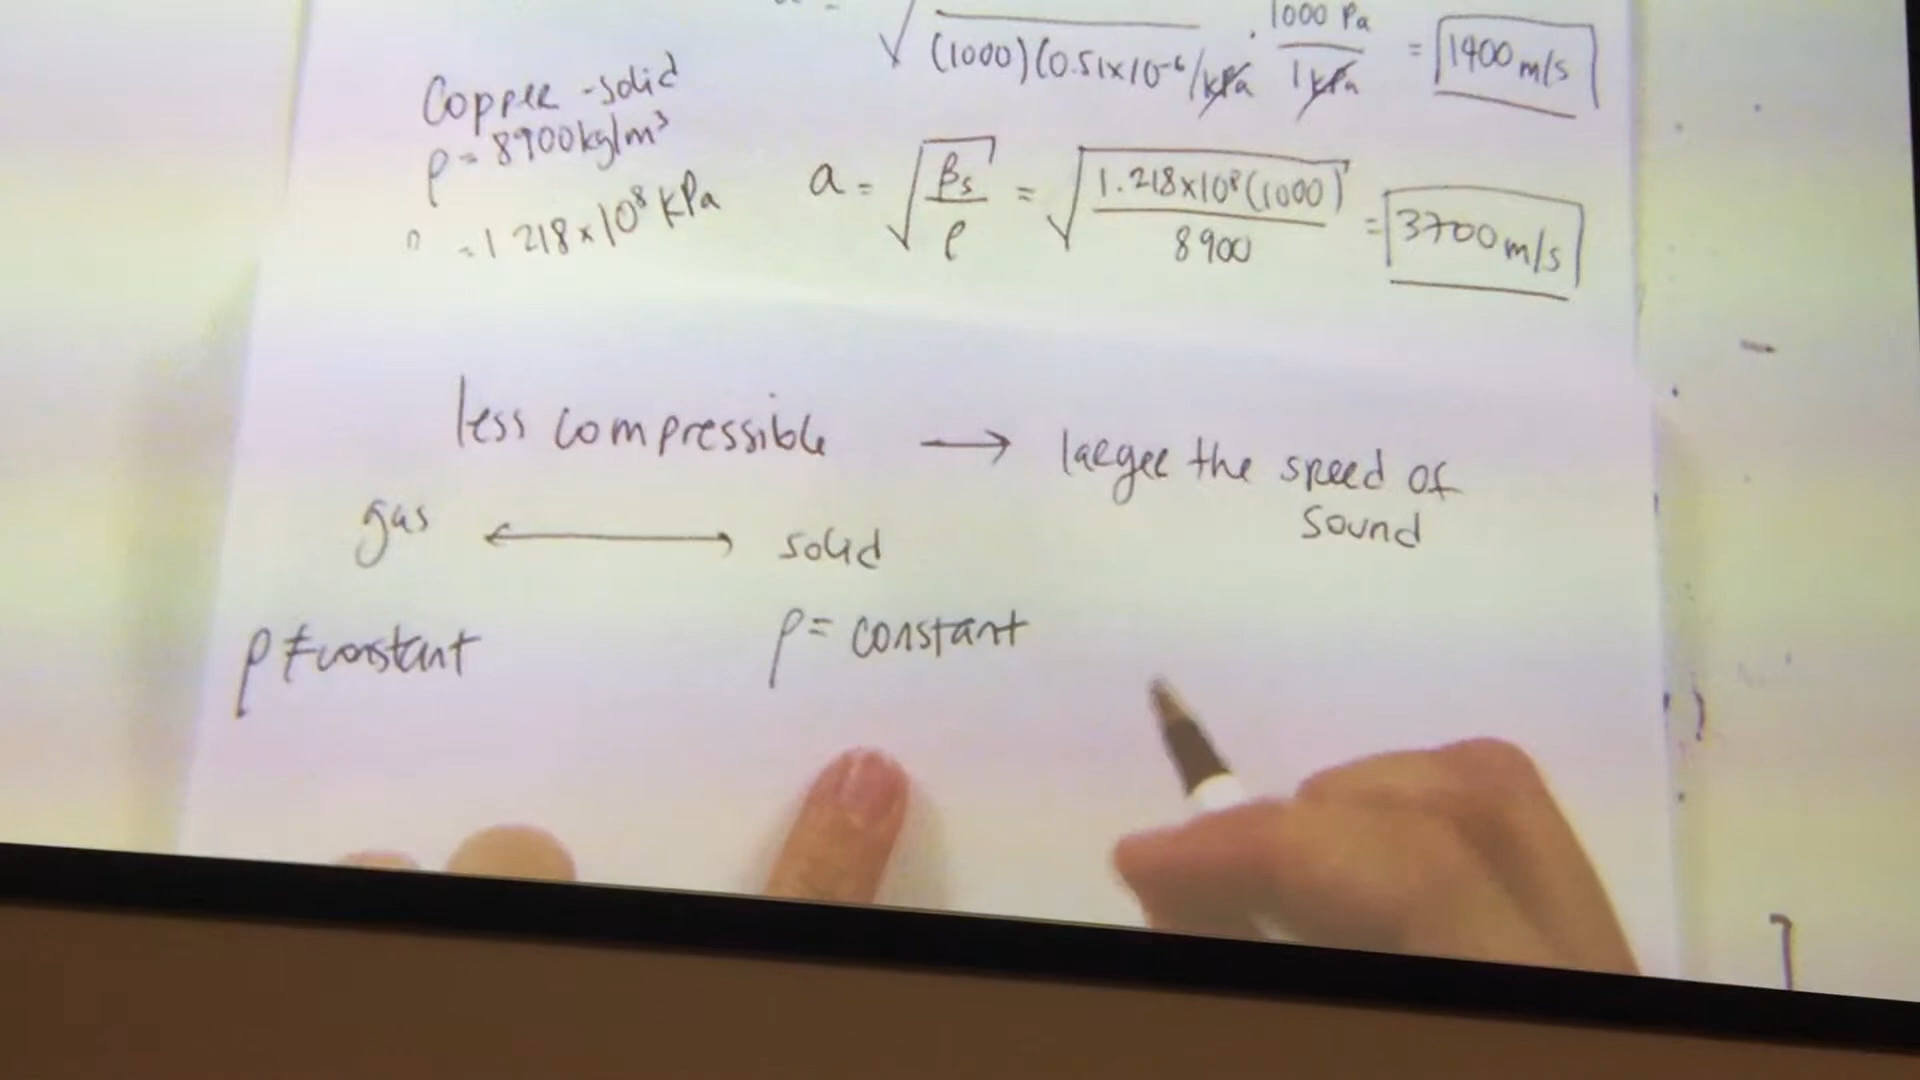 (1000)(0.51x10-6/kPa · 1000 Pa / 1 kPa = 1400 m/s
Copper - solid
ρ = 8900 kg/m³
= 1.218 x 10⁸ kPa
a = √(βs/ρ) = √(1.218x10⁸(1000)/8900) = 3700 m/s
less compressible → larger the speed of
sound
gas ↔ solid
ρ ≠ constant ρ = constant